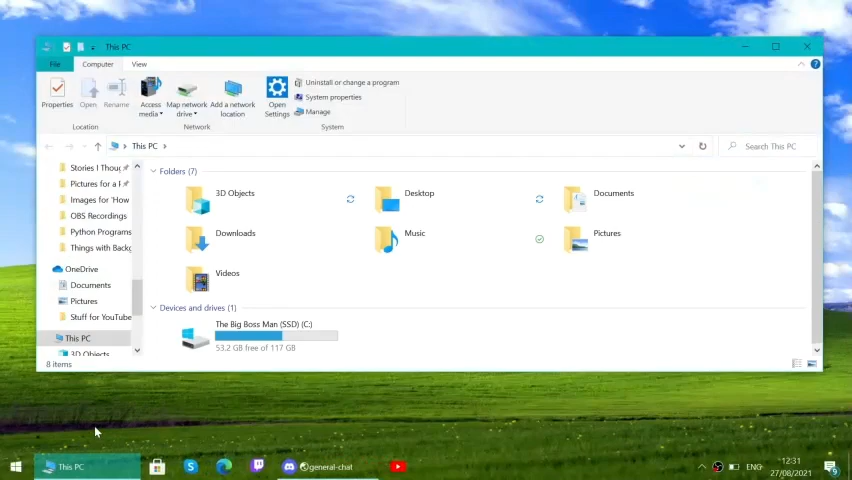 This PC
File
Computer
View
Properties
Open
Rename
Access media
Map network drive
Add a network location
Open Settings
Uninstall or change a program
System properties
Manage
Location
Network
System
This PC
Search This PC
Stories I Thoug
Pictures for a
Images for 'How
OBS Recordings
Python Programs
Things with Backg
OneDrive
Documents
Pictures
Stuff for YouTube
This PC
3D Objects
Folders (7)
3D Objects
Desktop
Documents
Downloads
Music
Pictures
Videos
Devices and drives (1)
The Big Boss Man (SSD) (C:)
53.2 GB free of 117 GB
8 items
This PC
general-chat
ENG
12:31
27/08/2021